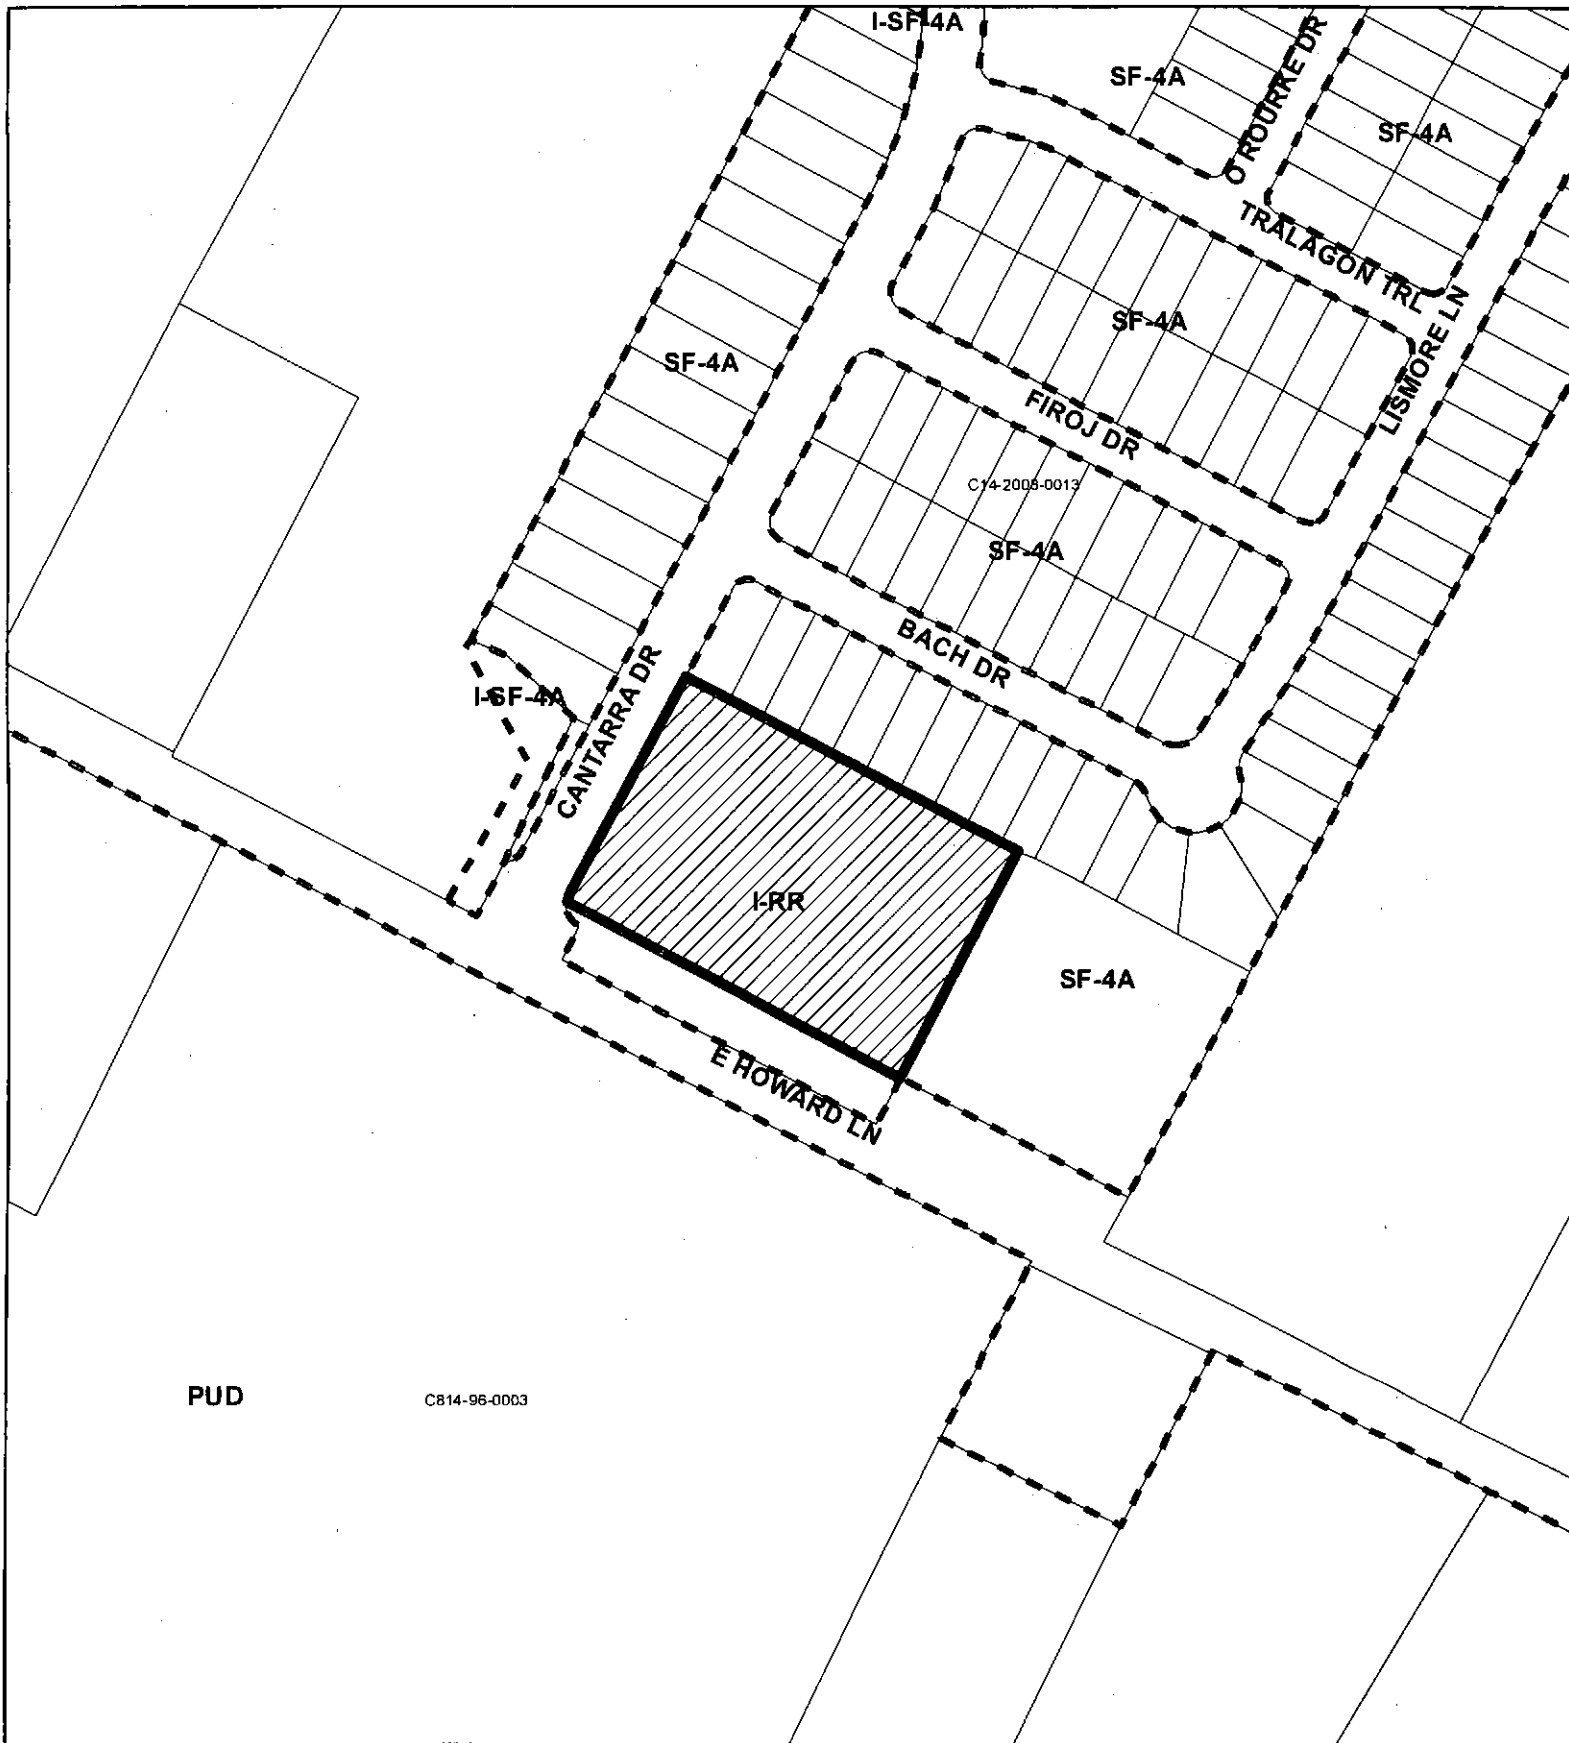 I-SF-4A
SF-4A
O ROURKE DR
SF-4A
TRALAGON TRL
SF-4A
LISMORE LN
SF-4A
FIROJ DR
C14-2008-0013
SF-4A
BACH DR
I-SF-4A
CANTARRA DR
I-RR
SF-4A
E HOWARD LN
PUD
C814-96-0003